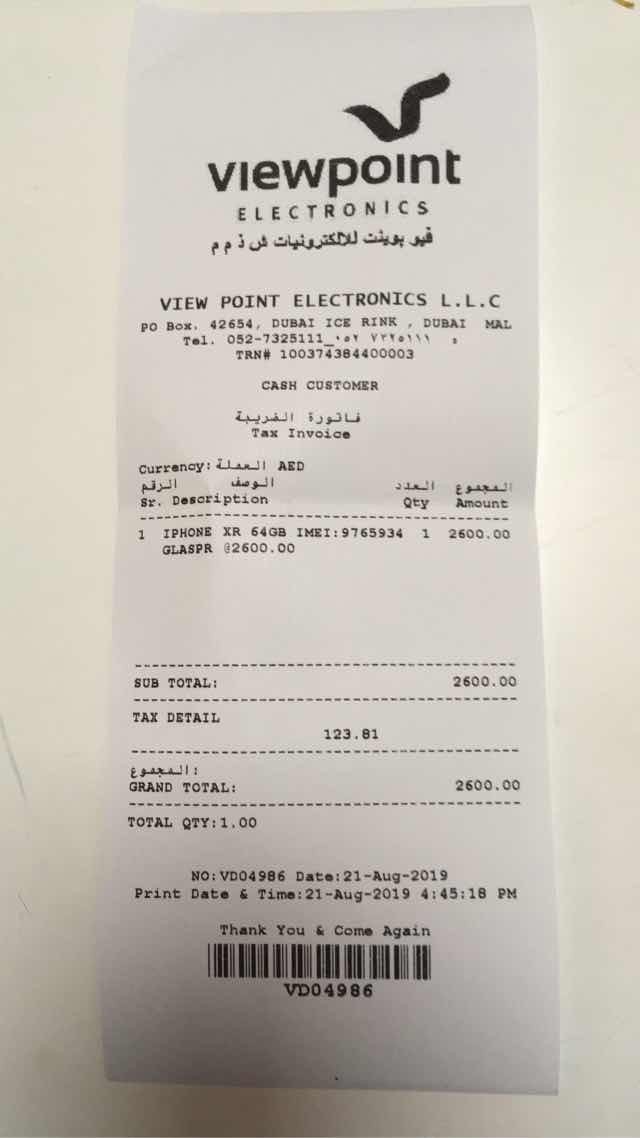 viewpoint
ELECTRONICS
فيو بوينت للالكترونيات ش ذ م م
VIEW POINT ELECTRONICS L.L.C
PO Box. 42654, DUBAI ICE RINK , DUBAI MAL
Tel. 052-7325111_٠٥٢ ٧٣٢٥١١١ ه
TRN# 100374384400003
CASH CUSTOMER
فاتورة الضريبة
Tax Invoice
Currency: العملة AED
الرقم الوصف العدد المجموع
Sr. Description Qty Amount
1 IPHONE XR 64GB IMEI:9765934 1 2600.00
GLASPR @2600.00
SUB TOTAL: 2600.00
TAX DETAIL
123.81
المجموع:
GRAND TOTAL: 2600.00
TOTAL QTY:1.00
NO:VD04986 Date:21-Aug-2019
Print Date & Time:21-Aug-2019 4:45:18 PM
Thank You & Come Again
VD04986